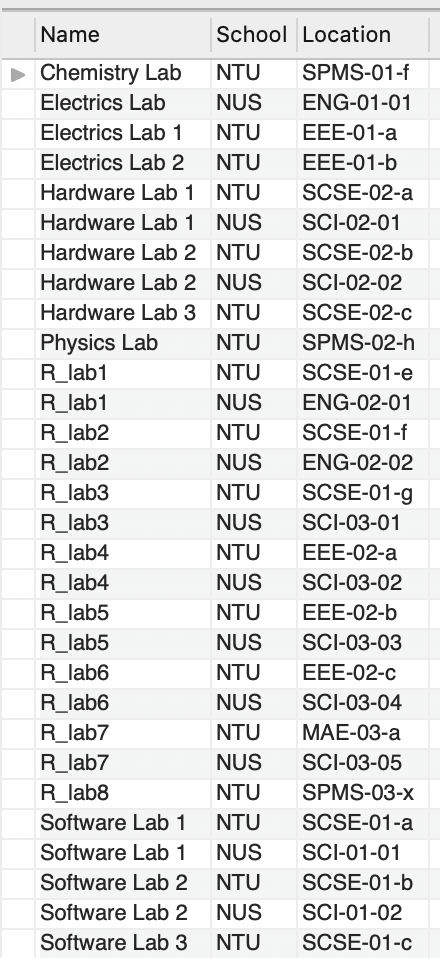 Name School Location
Chemistry Lab NTU SPMS-01-f
Electrics Lab NUS ENG-01-01
Electrics Lab 1 NTU EEE-01-a
Electrics Lab 2 NTU EEE-01-b
Hardware Lab 1 NTU SCSE-02-a
Hardware Lab 1 NUS SCI-02-01
Hardware Lab 2 NTU SCSE-02-b
Hardware Lab 2 NUS SCI-02-02
Hardware Lab 3 NTU SCSE-02-c
Physics Lab NTU SPMS-02-h
R_lab1 NTU SCSE-01-e
R_lab1 NUS ENG-02-01
R_lab2 NTU SCSE-01-f
R_lab2 NUS ENG-02-02
R_lab3 NTU SCSE-01-g
R_lab3 NUS SCI-03-01
R_lab4 NTU EEE-02-a
R_lab4 NUS SCI-03-02
R_lab5 NTU EEE-02-b
R_lab5 NUS SCI-03-03
R_lab6 NTU EEE-02-c
R_lab6 NUS SCI-03-04
R_lab7 NTU MAE-03-a
R_lab7 NUS SCI-03-05
R_lab8 NTU SPMS-03-x
Software Lab 1 NTU SCSE-01-a
Software Lab 1 NUS SCI-01-01
Software Lab 2 NTU SCSE-01-b
Software Lab 2 NUS SCI-01-02
Software Lab 3 NTU SCSE-01-c